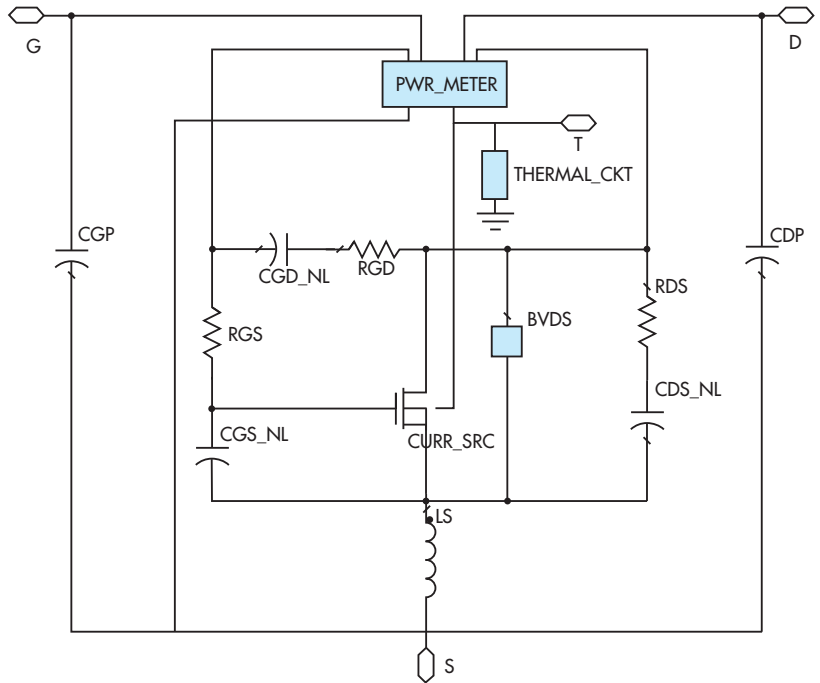 G
D
PWR_METER
T
THERMAL_CKT
CGP
CDP
CGD_NL
RGD
RDS
BVDS
RGS
CDS_NL
CGS_NL
CURR_SRC
LS
S